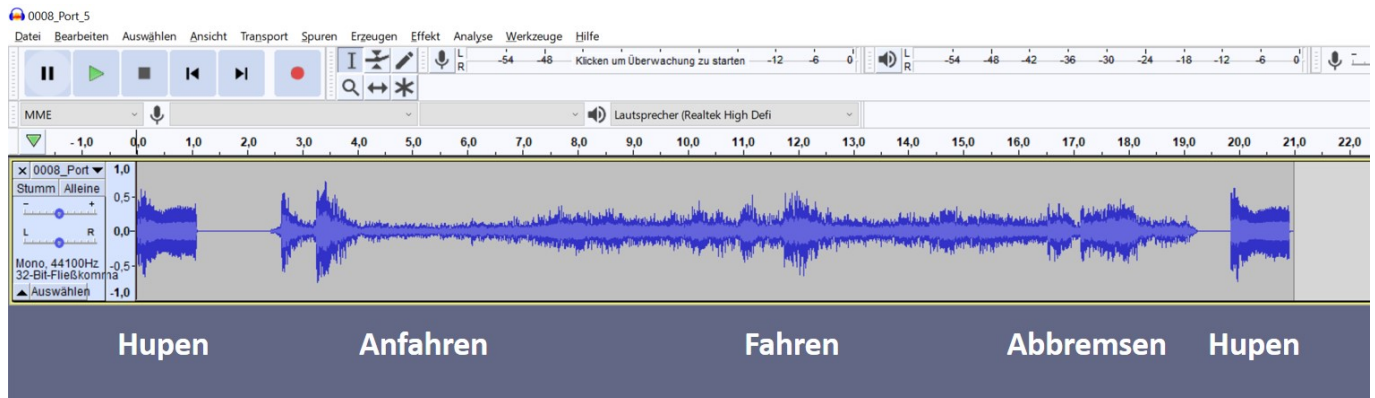 0008_Port_5
Datei Bearbeiten Auswählen Ansicht Transport Spuren Erzeugen Effekt Analyse Werkzeuge Hilfe
L R -54 -48 Klicken um Überwachung zu starten -12 -6 0 L R -54 -48 -42 -36 -30 -24 -18 -12 -6 0
MME Lautsprecher (Realtek High Defi
- 1,0 0,0 1,0 2,0 3,0 4,0 5,0 6,0 7,0 8,0 9,0 10,0 11,0 12,0 13,0 14,0 15,0 16,0 17,0 18,0 19,0 20,0 21,0 22,0
x 0008_Port 1,0
Stumm Alleine
0,5
- +
L R 0,0
Mono, 44100Hz
-0,5
32-Bit-Fließkomma
Auswählen -1,0
Hupen Anfahren Fahren Abbremsen Hupen